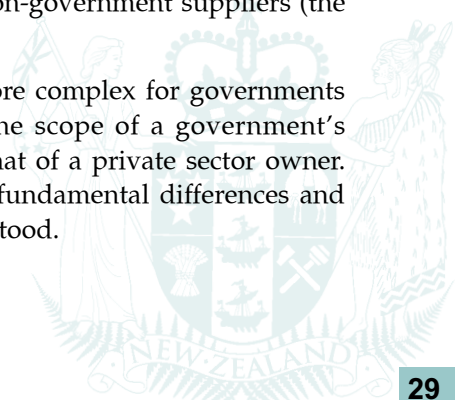 on-government suppliers (the
ore complex for governments
he scope of a government's
hat of a private sector owner.
fundamental differences and
tood.
NEW ZEALAND
29